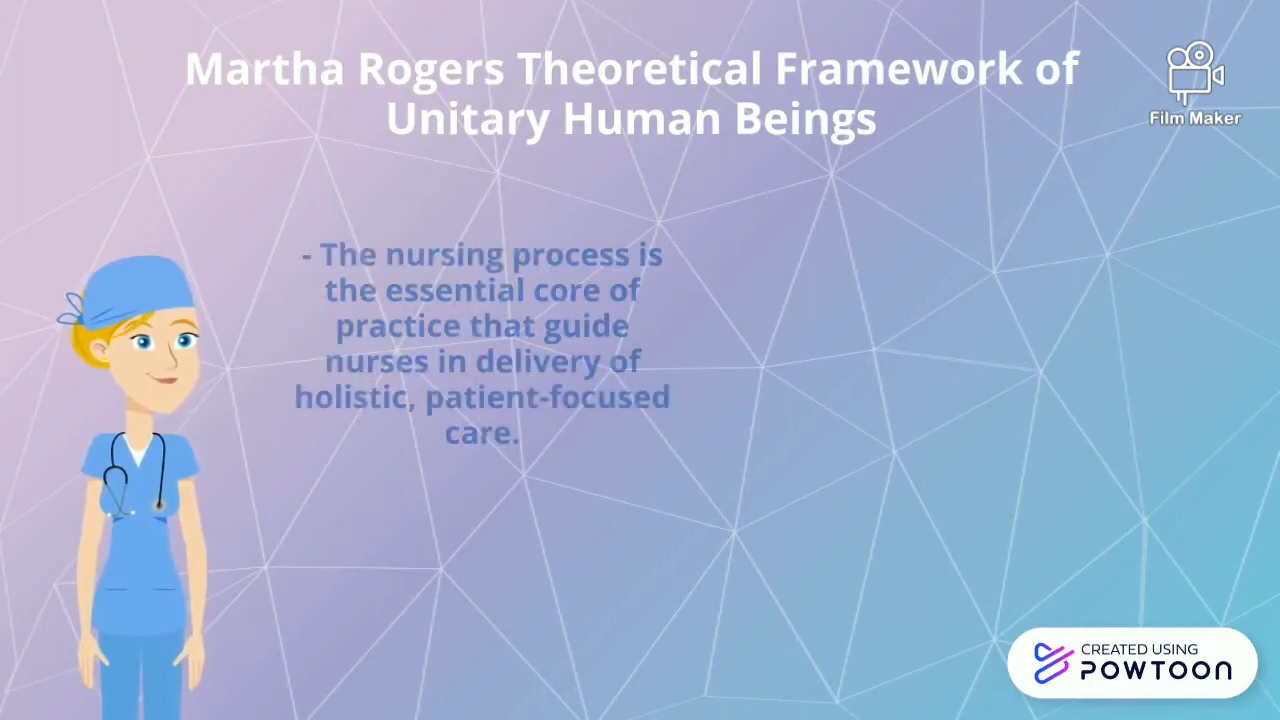 Martha Rogers Theoretical Framework of
Unitary Human Beings
Film Maker
- The nursing process is
the essential core of
practice that guide
nurses in delivery of
holistic, patient-focused
care.
CREATED USING
POWTOON